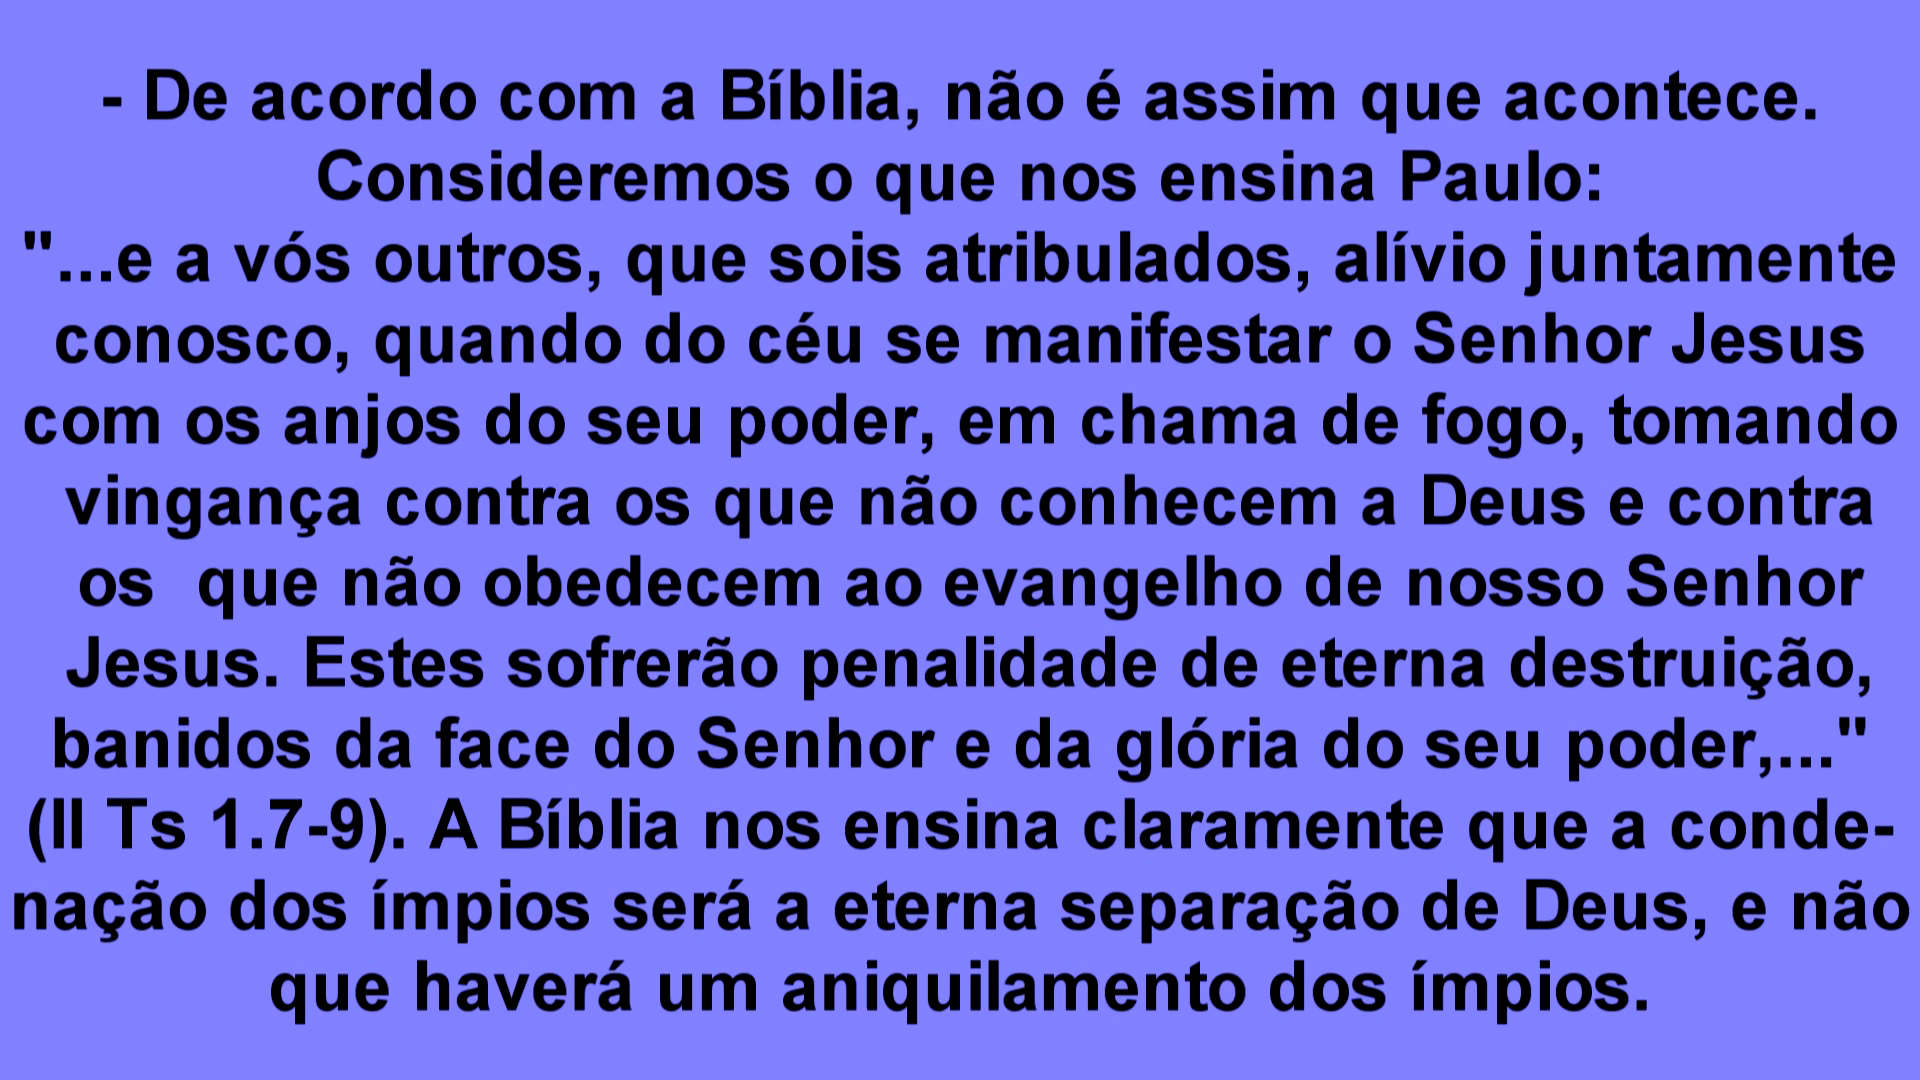 - De acordo com a Bíblia, não é assim que acontece.
Consideremos o que nos ensina Paulo:
"...e a vós outros, que sois atribulados, alívio juntamente
conosco, quando do céu se manifestar o Senhor Jesus
com os anjos do seu poder, em chama de fogo, tomando
vingança contra os que não conhecem a Deus e contra
os  que não obedecem ao evangelho de nosso Senhor
Jesus. Estes sofrerão penalidade de eterna destruição,
banidos da face do Senhor e da glória do seu poder,..."
(II Ts 1.7-9). A Bíblia nos ensina claramente que a conde-
nação dos ímpios será a eterna separação de Deus, e não
que haverá um aniquilamento dos ímpios.